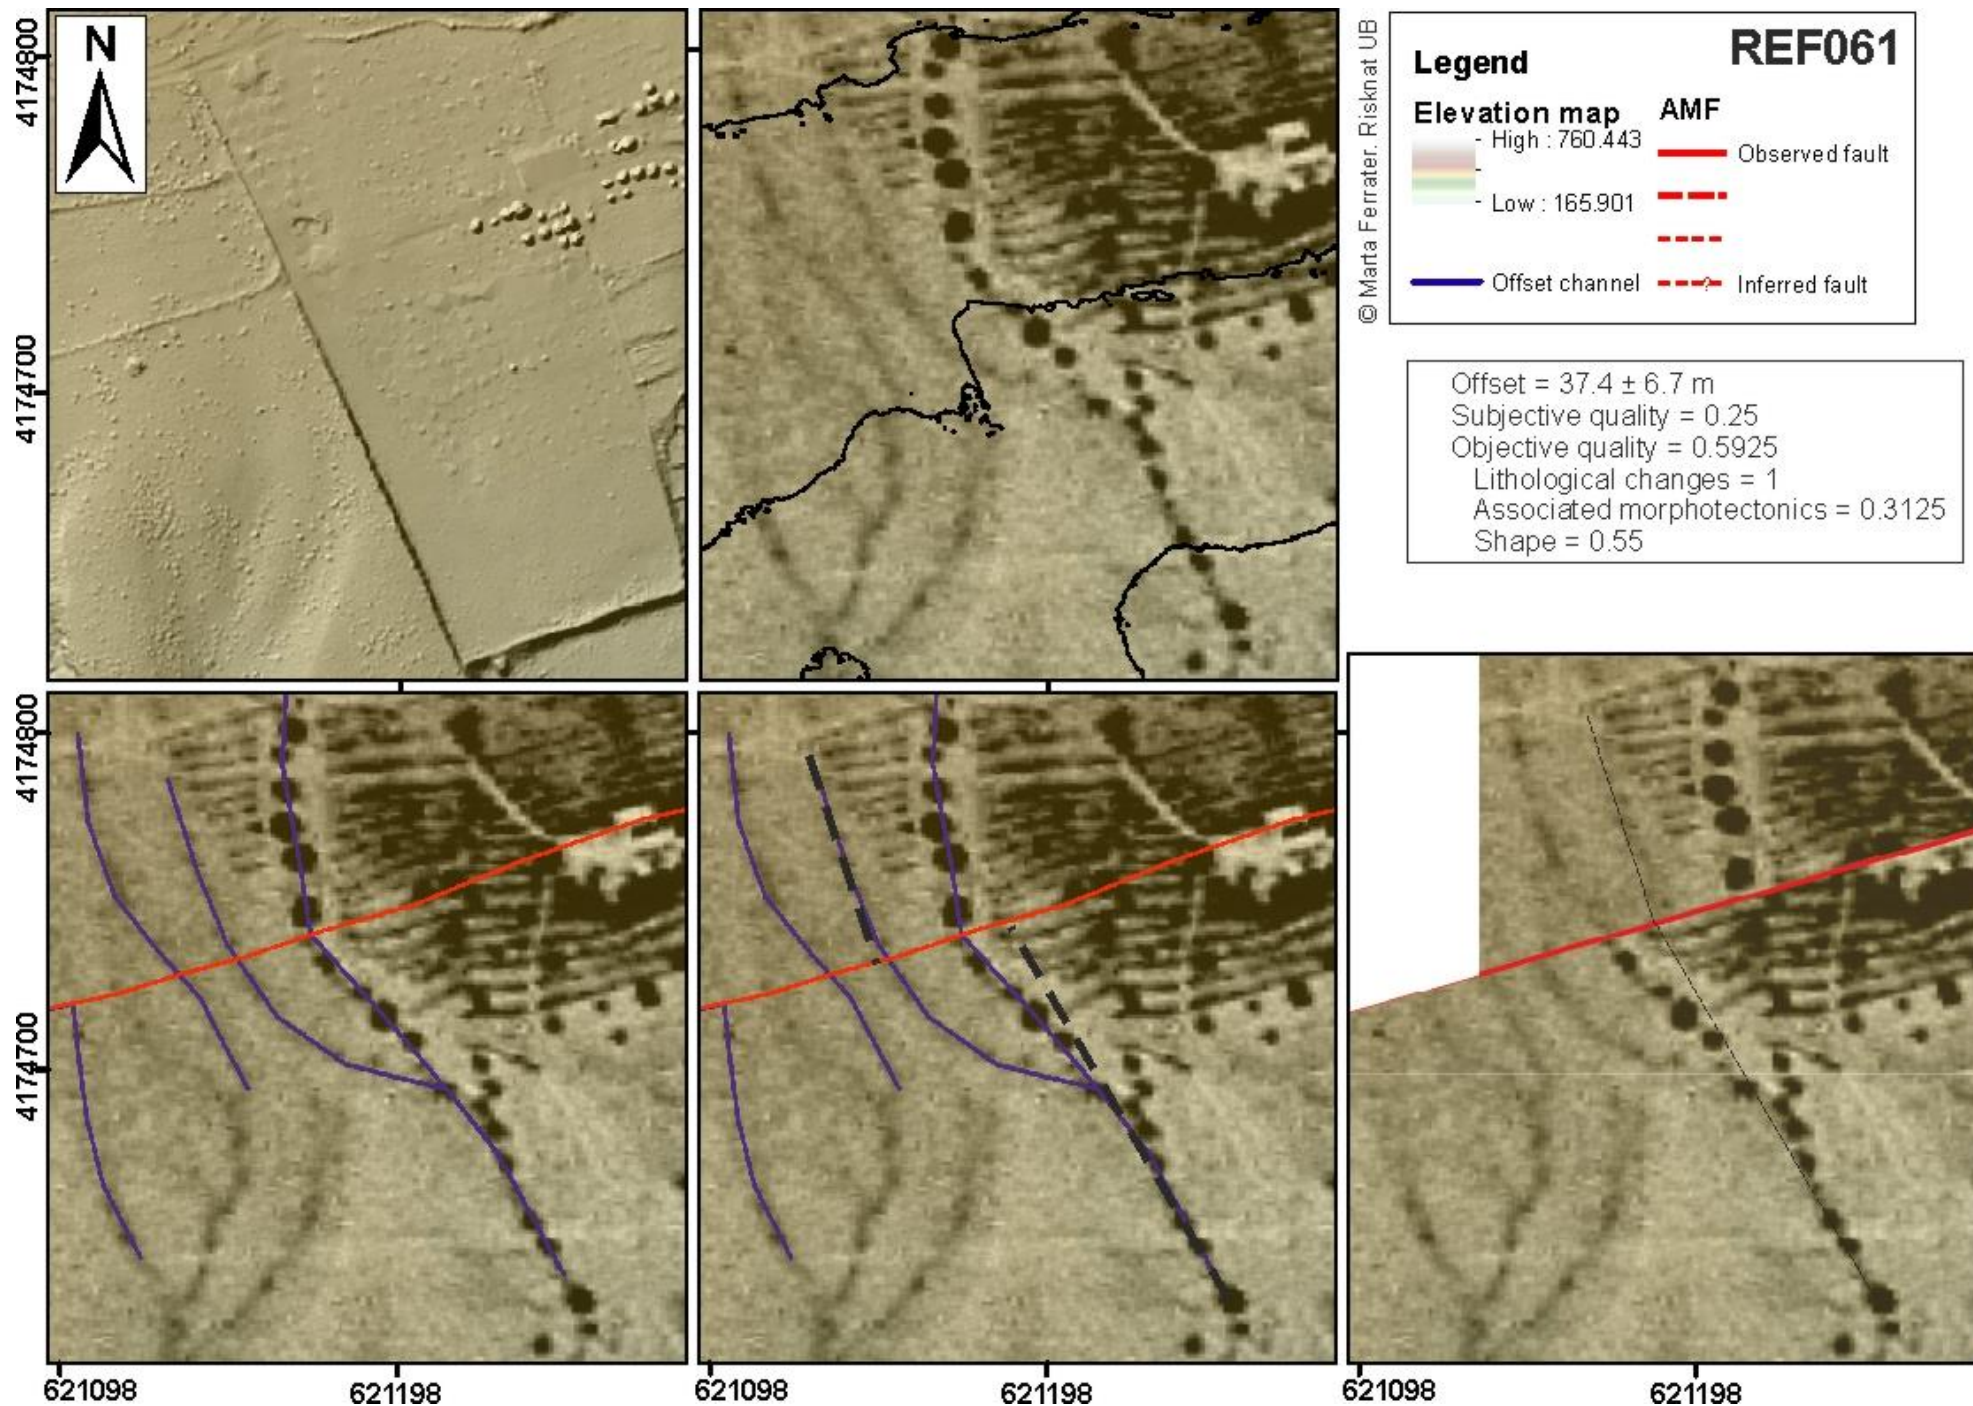 N
4174800
4174700
© Marta Ferrater. Risknat UB
REF061
Legend
Elevation map
AMF
High : 760.443
Low : 165.901
Observed fault
Offset channel
Inferred fault
Offset = 37.4 ± 6.7 m
Subjective quality = 0.25
Objective quality = 0.5925
Lithological changes = 1
Associated morphotectonics = 0.3125
Shape = 0.55
4174800
4174700
621098
621198
621098
621198
621098
621198